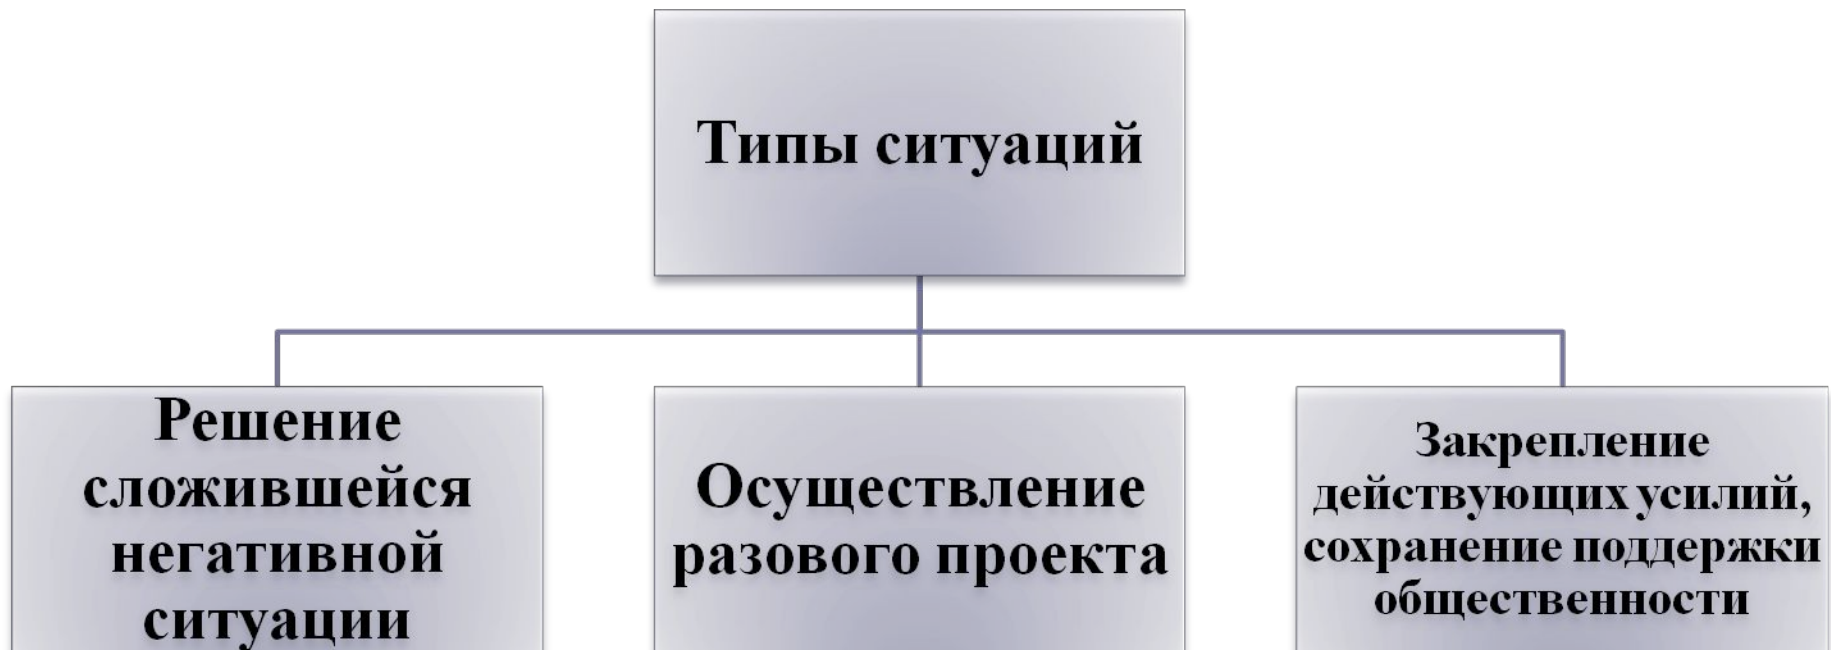 Типы ситуаций
Решение
сложившейся
негативной
ситуации
Осуществление
разового проекта
Закрепление
действующих усилий,
сохранение поддержки
общественности